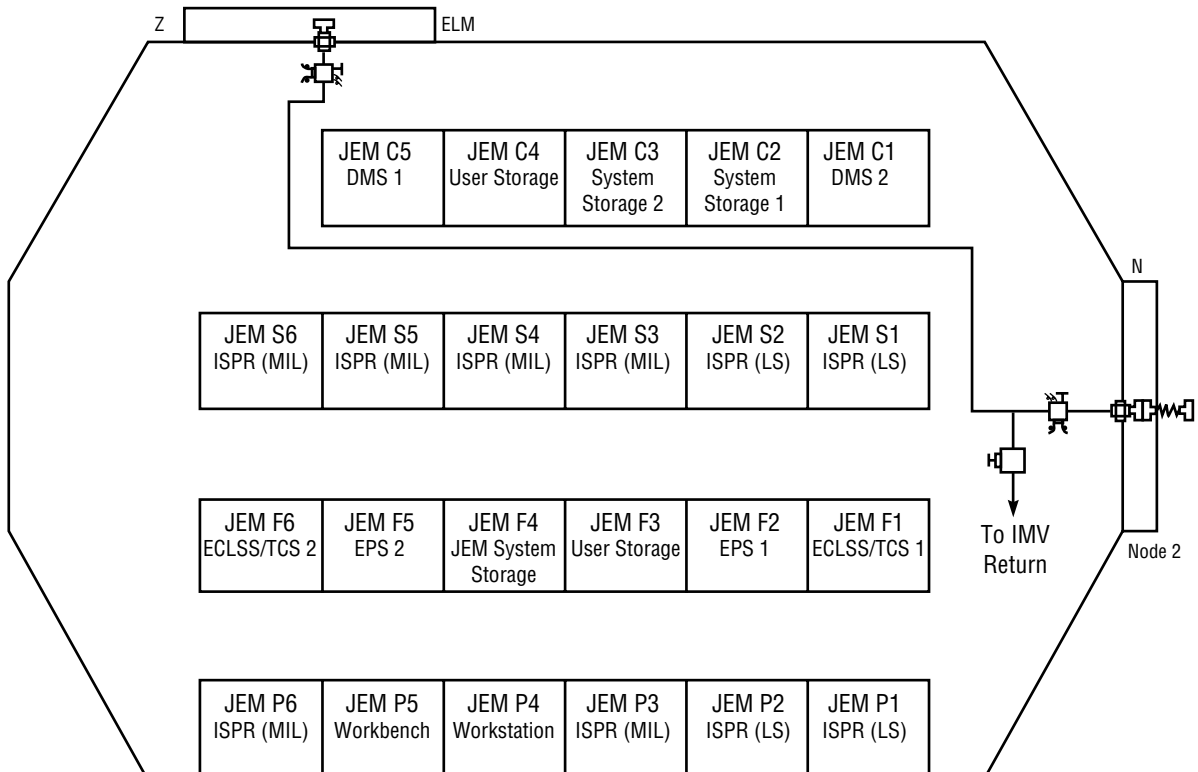 Z
ELM
JEM C5
DMS 1
JEM C4
User Storage
JEM C3
System
Storage 2
JEM C2
System
Storage 1
JEM C1
DMS 2
N
JEM S6
ISPR (MIL)
JEM S5
ISPR (MIL)
JEM S4
ISPR (MIL)
JEM S3
ISPR (MIL)
JEM S2
ISPR (LS)
JEM S1
ISPR (LS)
JEM F6
ECLSS/TCS 2
JEM F5
EPS 2
JEM F4
JEM System
Storage
JEM F3
User Storage
JEM F2
EPS 1
JEM F1
ECLSS/TCS 1
To IMV
Return
Node 2
JEM P6
ISPR (MIL)
JEM P5
Workbench
JEM P4
Workstation
JEM P3
ISPR (MIL)
JEM P2
ISPR (LS)
JEM P1
ISPR (LS)